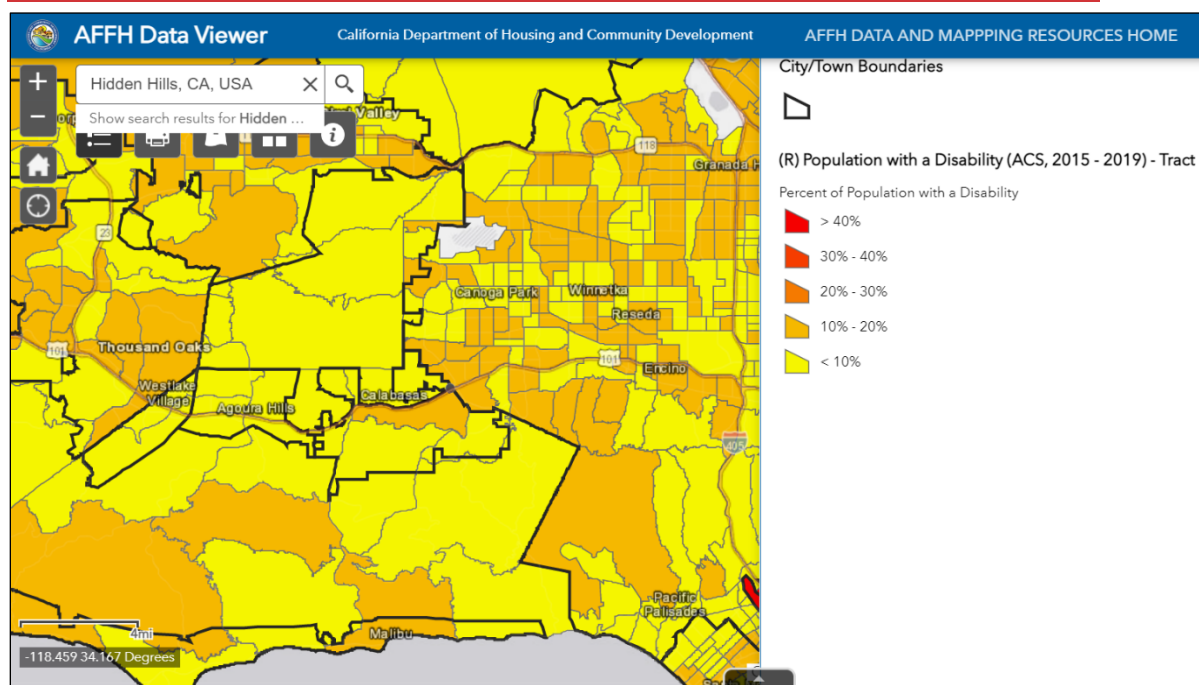 AFFH Data Viewer
California Department of Housing and Community Development
AFFH DATA AND MAPPPING RESOURCES HOME
+
Hidden Hills, CA, USA
Show search results for Hidden ...
−
Valley
118
Granada H
23
Canoga Park
Winnetka
Reseda
101
Thousand Oaks
101
Encino
Westlake
Village
Calabasas
Agoura Hills
405
Pacific
Palisades
4mi
Malibu
-118.459 34.167 Degrees
City/Town Boundaries
(R) Population with a Disability (ACS, 2015 - 2019) - Tract
Percent of Population with a Disability
> 40%
30% - 40%
20% - 30%
10% - 20%
< 10%